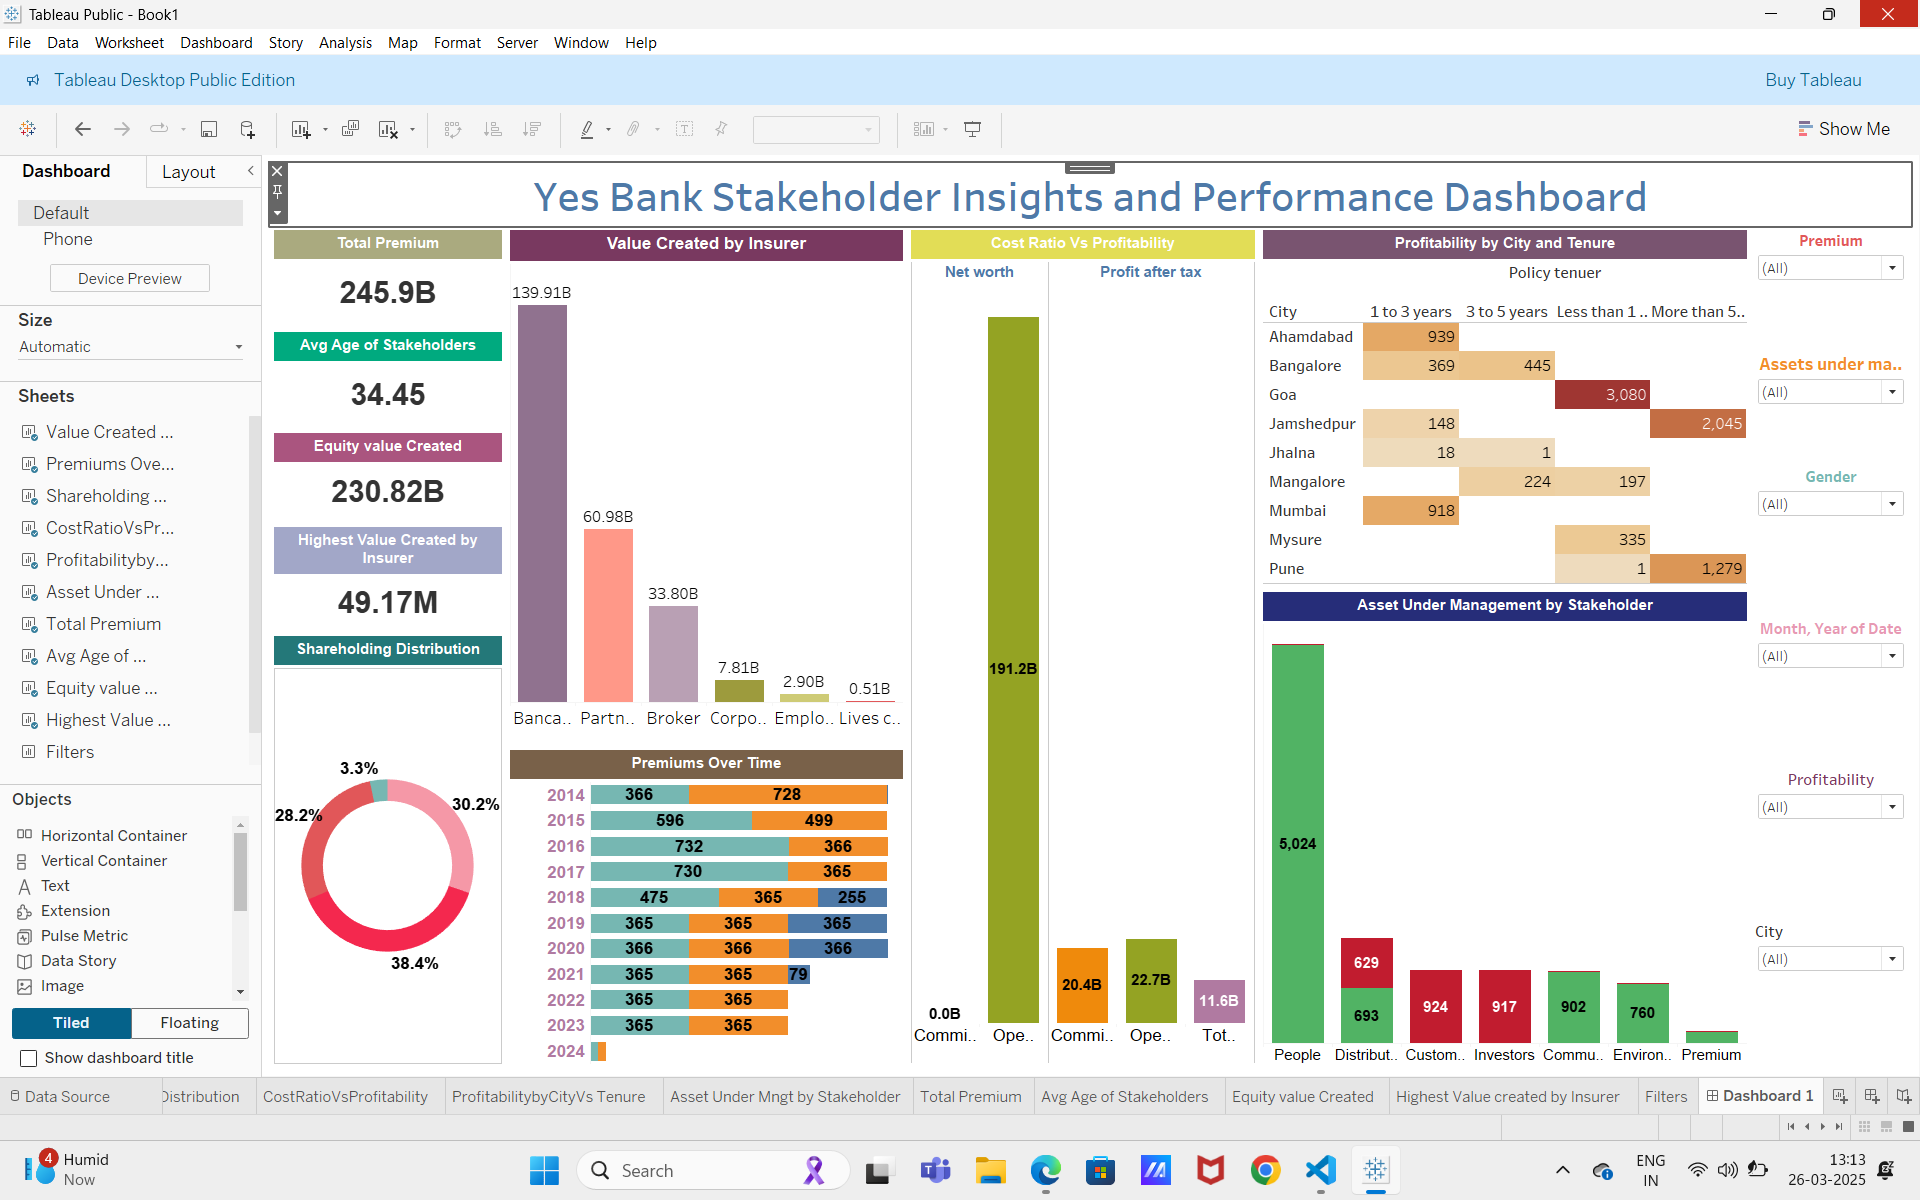 Tableau Public - Book1
File Data Worksheet Dashboard Story Analysis Map Format Server Window Help
Tableau Desktop Public Edition
Buy Tableau
Show Me
Dashboard Layout
Default
Phone
Device Preview
Size
Automatic
Sheets
Value Created ...
Premiums Ove...
Shareholding ...
CostRatioVsPr...
Profitabilityby...
Asset Under ...
Total Premium
Avg Age of ...
Equity value ...
Highest Value ...
Filters
Objects
Horizontal Container
Vertical Container
Text
Extension
Pulse Metric
Data Story
Image
Tiled Floating
Show dashboard title
Yes Bank Stakeholder Insights and Performance Dashboard
Total Premium
245.9B
Avg Age of Stakeholders
34.45
Equity value Created
230.82B
Highest Value Created by
Insurer
49.17M
Shareholding Distribution
3.3%
30.2%
28.2%
38.4%
Value Created by Insurer
139.91B
60.98B
33.80B
7.81B
2.90B
0.51B
Banca.. Partn.. Broker Corpo.. Emplo.. Lives c..
Premiums Over Time
2014 366 728
2015 596 499
2016 732 366
2017 730 365
2018 475 365 255
2019 365 365 365
2020 366 366 366
2021 365 365 79
2022 365 365
2023 365 365
2024
Cost Ratio Vs Profitability
Net worth Profit after tax
191.2B
0.0B
20.4B
22.7B
11.6B
Commi.. Ope.. Commi.. Ope.. Tot..
Profitability by City and Tenure
Policy tenuer
City 1 to 3 years 3 to 5 years Less than 1 .. More than 5..
Ahamdabad 939
Bangalore 369 445
Goa 3,080
Jamshedpur 148 2,045
Jhalna 18 1
Mangalore 224 197
Mumbai 918
Mysure 335
Pune 1 1,279
Asset Under Management by Stakeholder
5,024
629
693
924
917
902
760
People Distribut.. Custom.. Investors Commu.. Environ.. Premium
Premium
(All)
Assets under ma..
(All)
Gender
(All)
Month, Year of Date
(All)
Profitability
(All)
City
(All)
Data Source Distribution CostRatioVsProfitability ProfitabilitybyCityVs Tenure Asset Under Mngt by Stakeholder Total Premium Avg Age of Stakeholders Equity value Created Highest Value created by Insurer Filters Dashboard 1
4
Humid
Now
Search
ENG
IN
13:13
26-03-2025